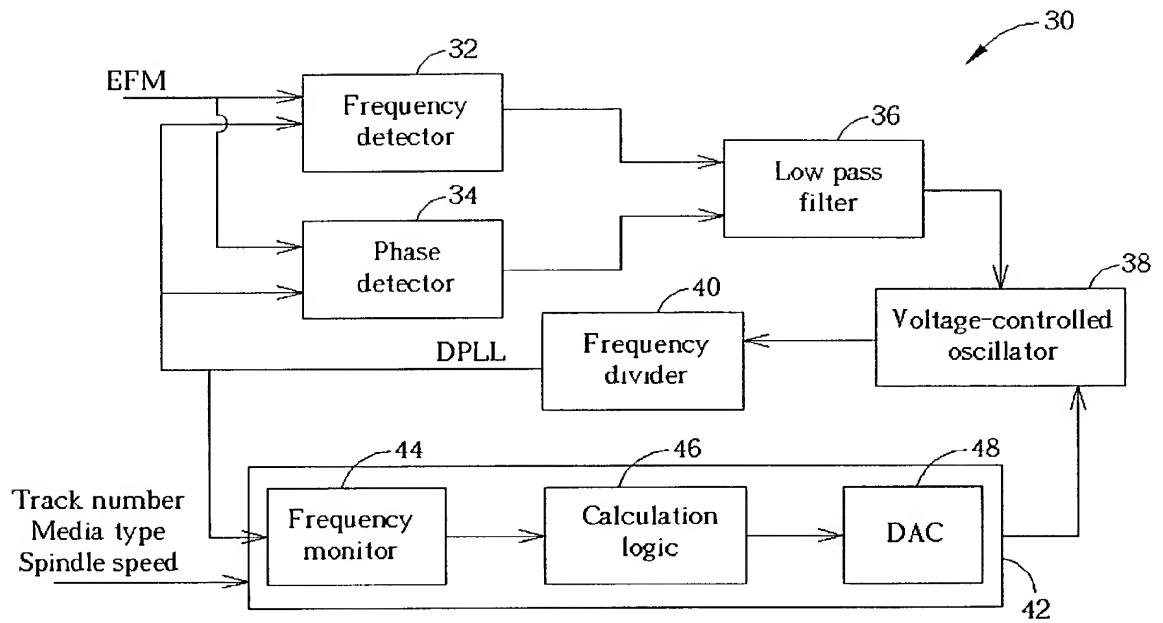 30
32
EFM
Frequency
detector
36
Low pass
filter
34
Phase
detector
38
Voltage-controlled
oscillator
40
Frequency
divider
DPLL
44
46
48
Track number
Media type
Spindle speed
Frequency
monitor
Calculation
logic
DAC
42